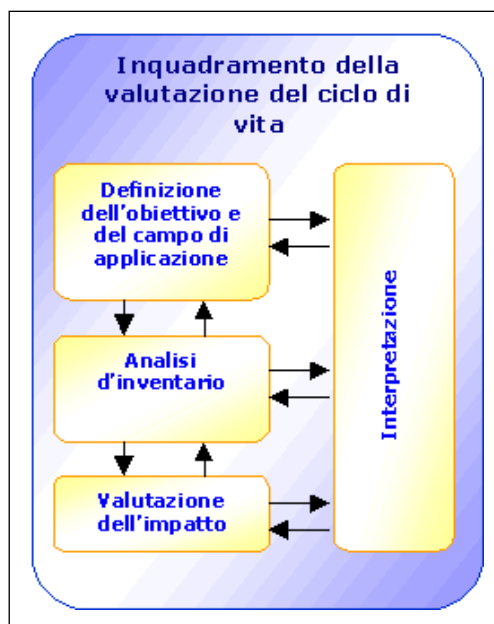 Inquadramento della
valutazione del ciclo di
vita
Definizione
dell'obiettivo e
del campo di
applicazione
Analisi
d'inventario
Valutazione
dell'impatto
Interpretazione